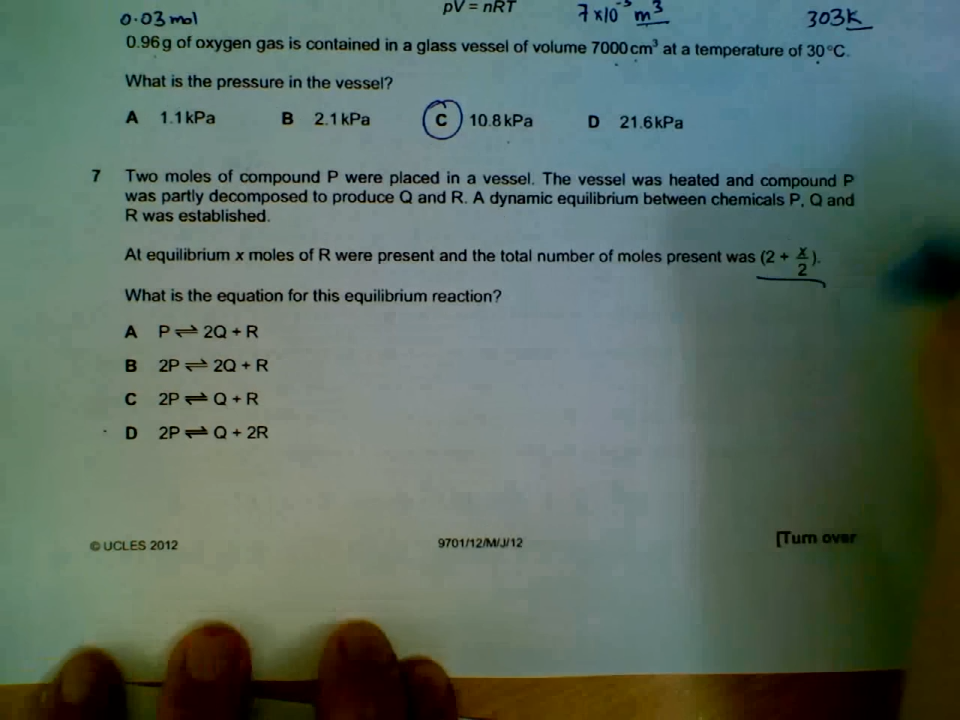 pV = nRT
0.03 mol 7 x10⁻³ m³ 303K
0.96 g of oxygen gas is contained in a glass vessel of volume 7000 cm³ at a temperature of 30 °C.
What is the pressure in the vessel?
A 1.1 kPa B 2.1 kPa C 10.8 kPa D 21.6 kPa
7 Two moles of compound P were placed in a vessel. The vessel was heated and compound P
was partly decomposed to produce Q and R. A dynamic equilibrium between chemicals P, Q and
R was established.
At equilibrium x moles of R were present and the total number of moles present was (2 + x/2).
What is the equation for this equilibrium reaction?
A P ⇌ 2Q + R
B 2P ⇌ 2Q + R
C 2P ⇌ Q + R
D 2P ⇌ Q + 2R
© UCLES 2012 9701/12/M/J/12 [Turn over